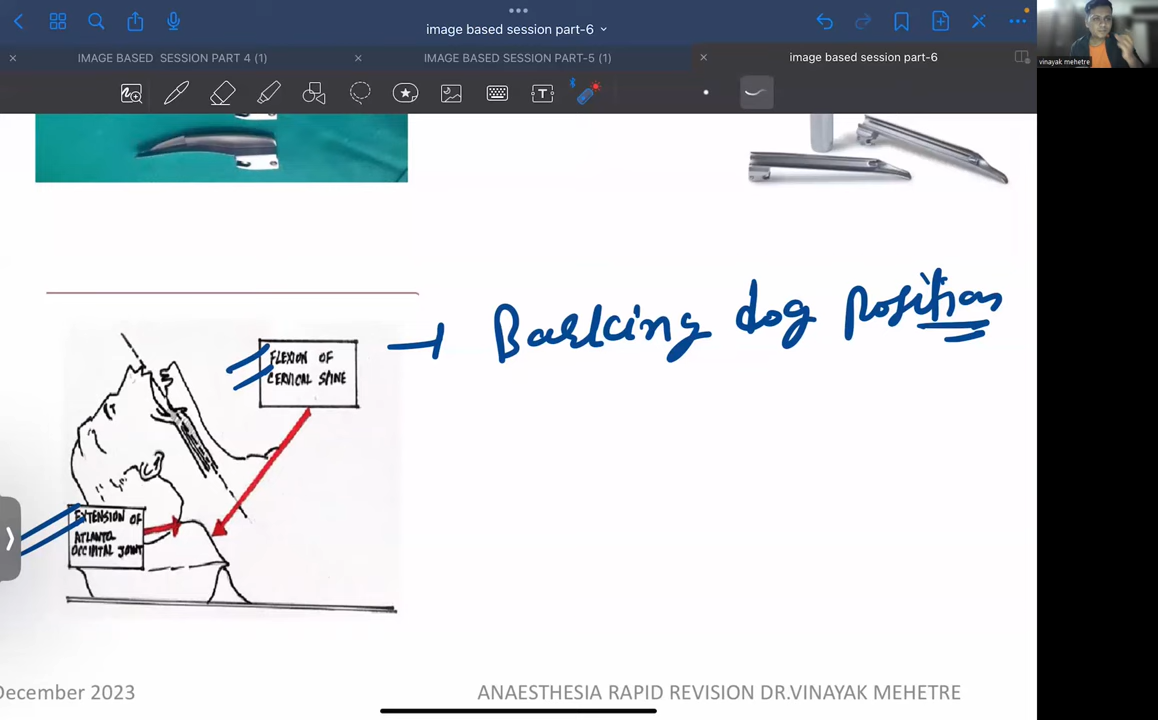 image based session part-6
IMAGE BASED SESSION PART 4 (1)
IMAGE BASED SESSION PART-5 (1)
image based session part-6
vinayak mehetre
Barking dog position
FLEXION OF
CERVICAL SPINE
EXTENSION OF
ATLANTO
OCCIPITAL JOINT
December 2023
ANAESTHESIA RAPID REVISION DR.VINAYAK MEHETRE